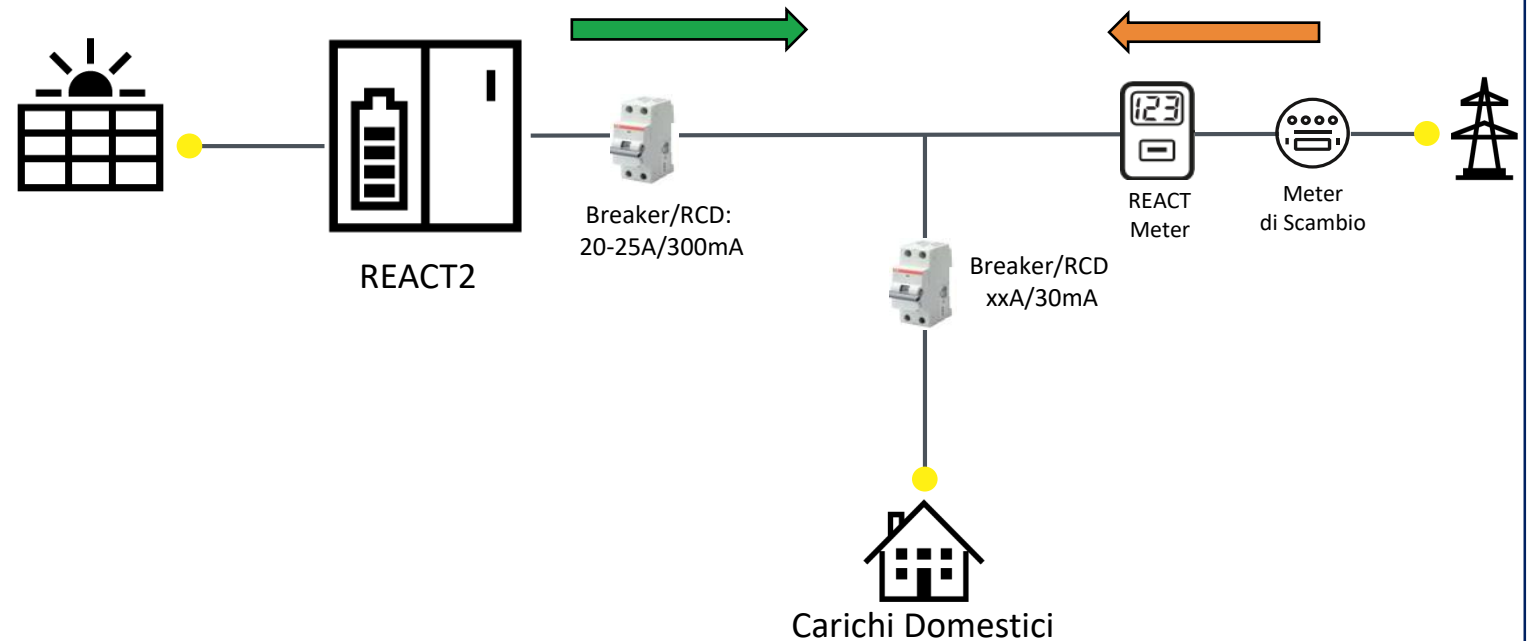 123
Breaker/RCD:
20-25A/300mA
REACT2
REACT
Meter
Meter
di Scambio
Breaker/RCD
xxA/30mA
Carichi Domestici